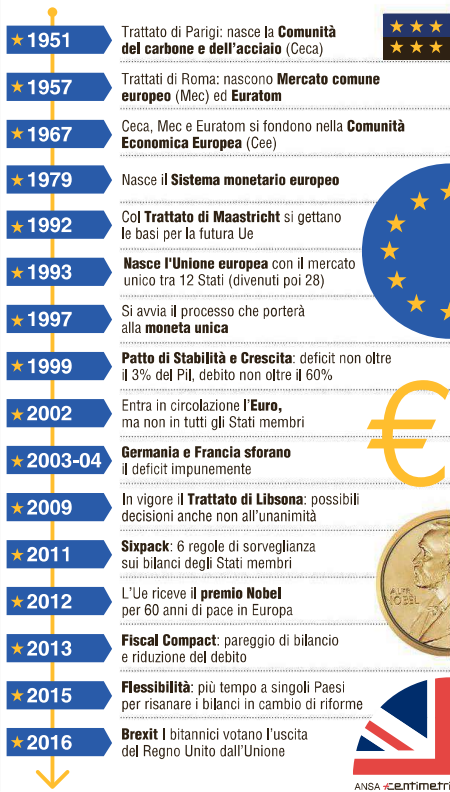 1951
Trattato di Parigi: nasce la Comunità
del carbone e dell'acciaio (Ceca)
1957
Trattati di Roma: nascono Mercato comune
europeo (Mec) ed Euratom
1967
Ceca, Mec e Euratom si fondono nella Comunità
Economica Europea (Cee)
1979
Nasce il Sistema monetario europeo
1992
Col Trattato di Maastricht si gettano
le basi per la futura Ue
1993
Nasce l'Unione europea con il mercato
unico tra 12 Stati (divenuti poi 28)
1997
Si avvia il processo che porterà
alla moneta unica
1999
Patto di Stabilità e Crescita: deficit non oltre
il 3% del Pil, debito non oltre il 60%
2002
Entra in circolazione l'Euro,
ma non in tutti gli Stati membri
€
2003-04
Germania e Francia sforano
il deficit impunemente
2009
In vigore il Trattato di Libsona: possibili
decisioni anche non all'unanimità
2011
Sixpack: 6 regole di sorveglianza
sui bilanci degli Stati membri
2012
L'Ue riceve il premio Nobel
per 60 anni di pace in Europa
ALFR
NOBEL
2013
Fiscal Compact: pareggio di bilancio
e riduzione del debito
2015
Flessibilità: più tempo a singoli Paesi
per risanare i bilanci in cambio di riforme
2016
Brexit I bitannici votano l'uscita
del Regno Unito dall'Unione
ANSA centimetri